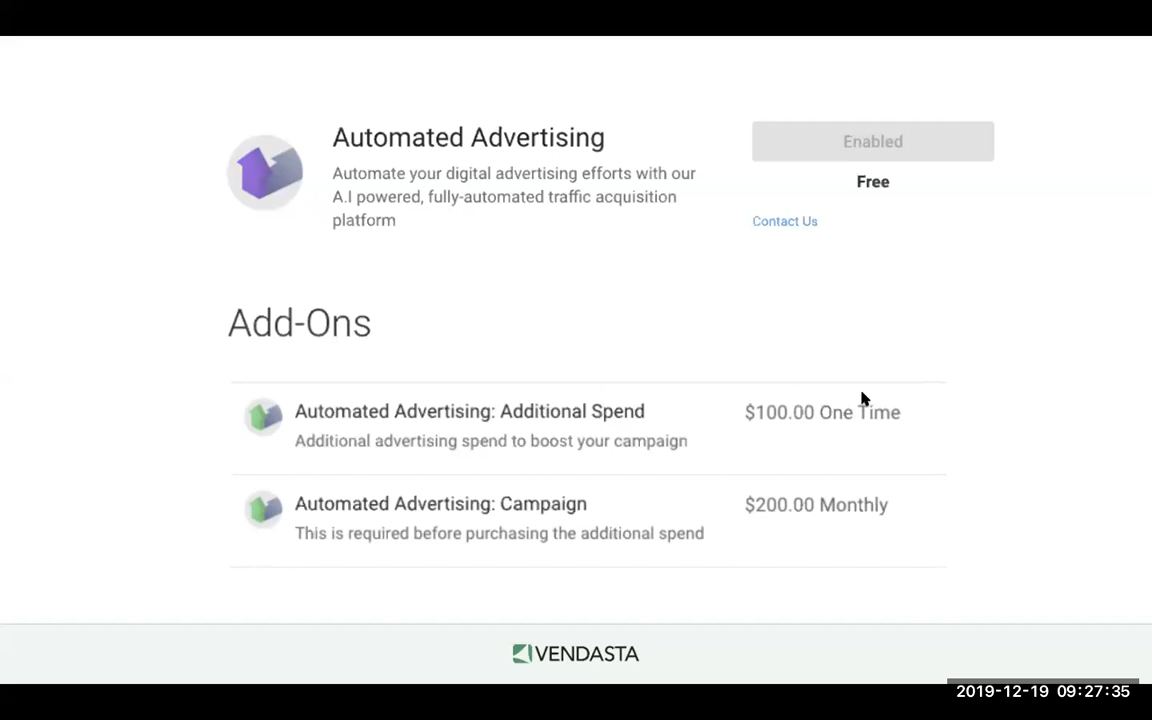 Automated Advertising
Enabled
Automate your digital advertising efforts with our
A.I powered, fully-automated traffic acquisition
platform
Free
Contact Us
Add-Ons
Automated Advertising: Additional Spend
$100.00 One Time
Additional advertising spend to boost your campaign
Automated Advertising: Campaign
$200.00 Monthly
This is required before purchasing the additional spend
VENDASTA
2019-12-19 09:27:35